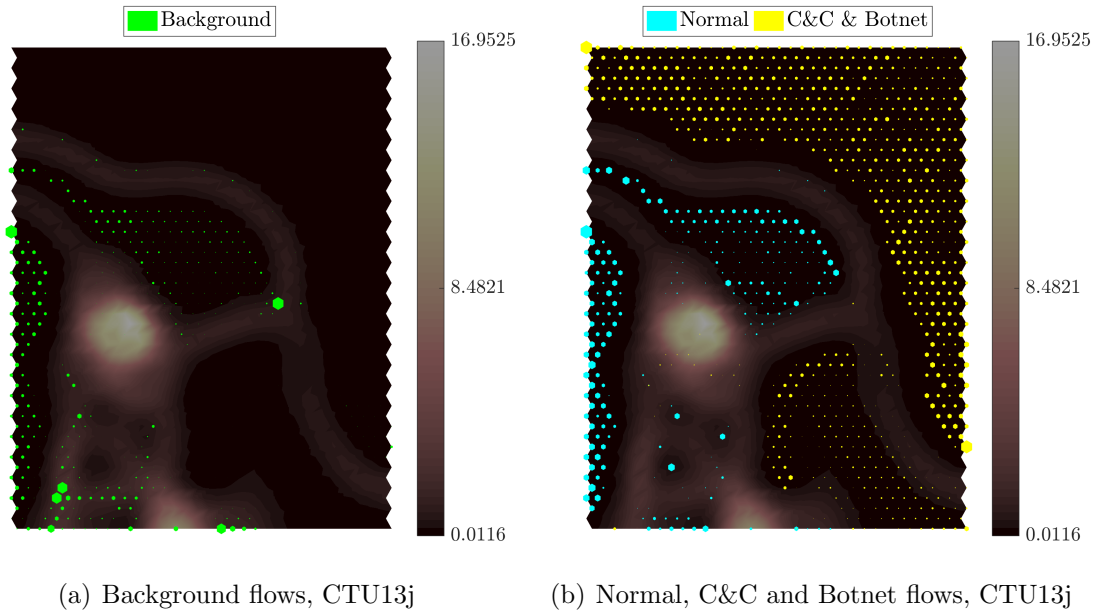 Background
16.9525
8.4821
0.0116
(a) Background flows, CTU13j
Normal C&C & Botnet
16.9525
8.4821
0.0116
(b) Normal, C&C and Botnet flows, CTU13j